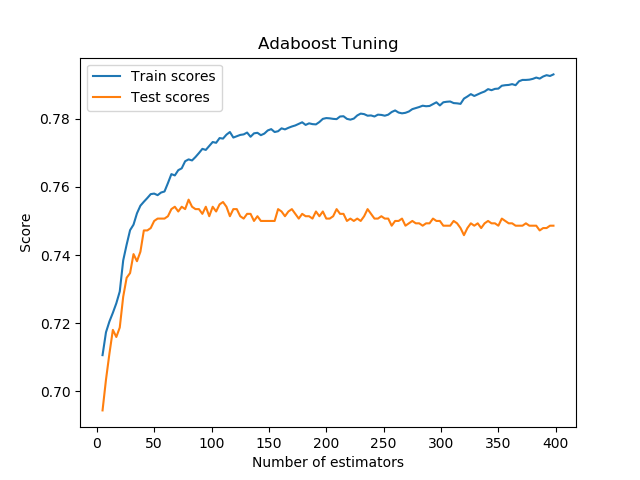 Adaboost Tuning
Train scores
Test scores
Score
0.78
0.76
0.74
0.72
0.70
0 50 100 150 200 250 300 350 400
Number of estimators